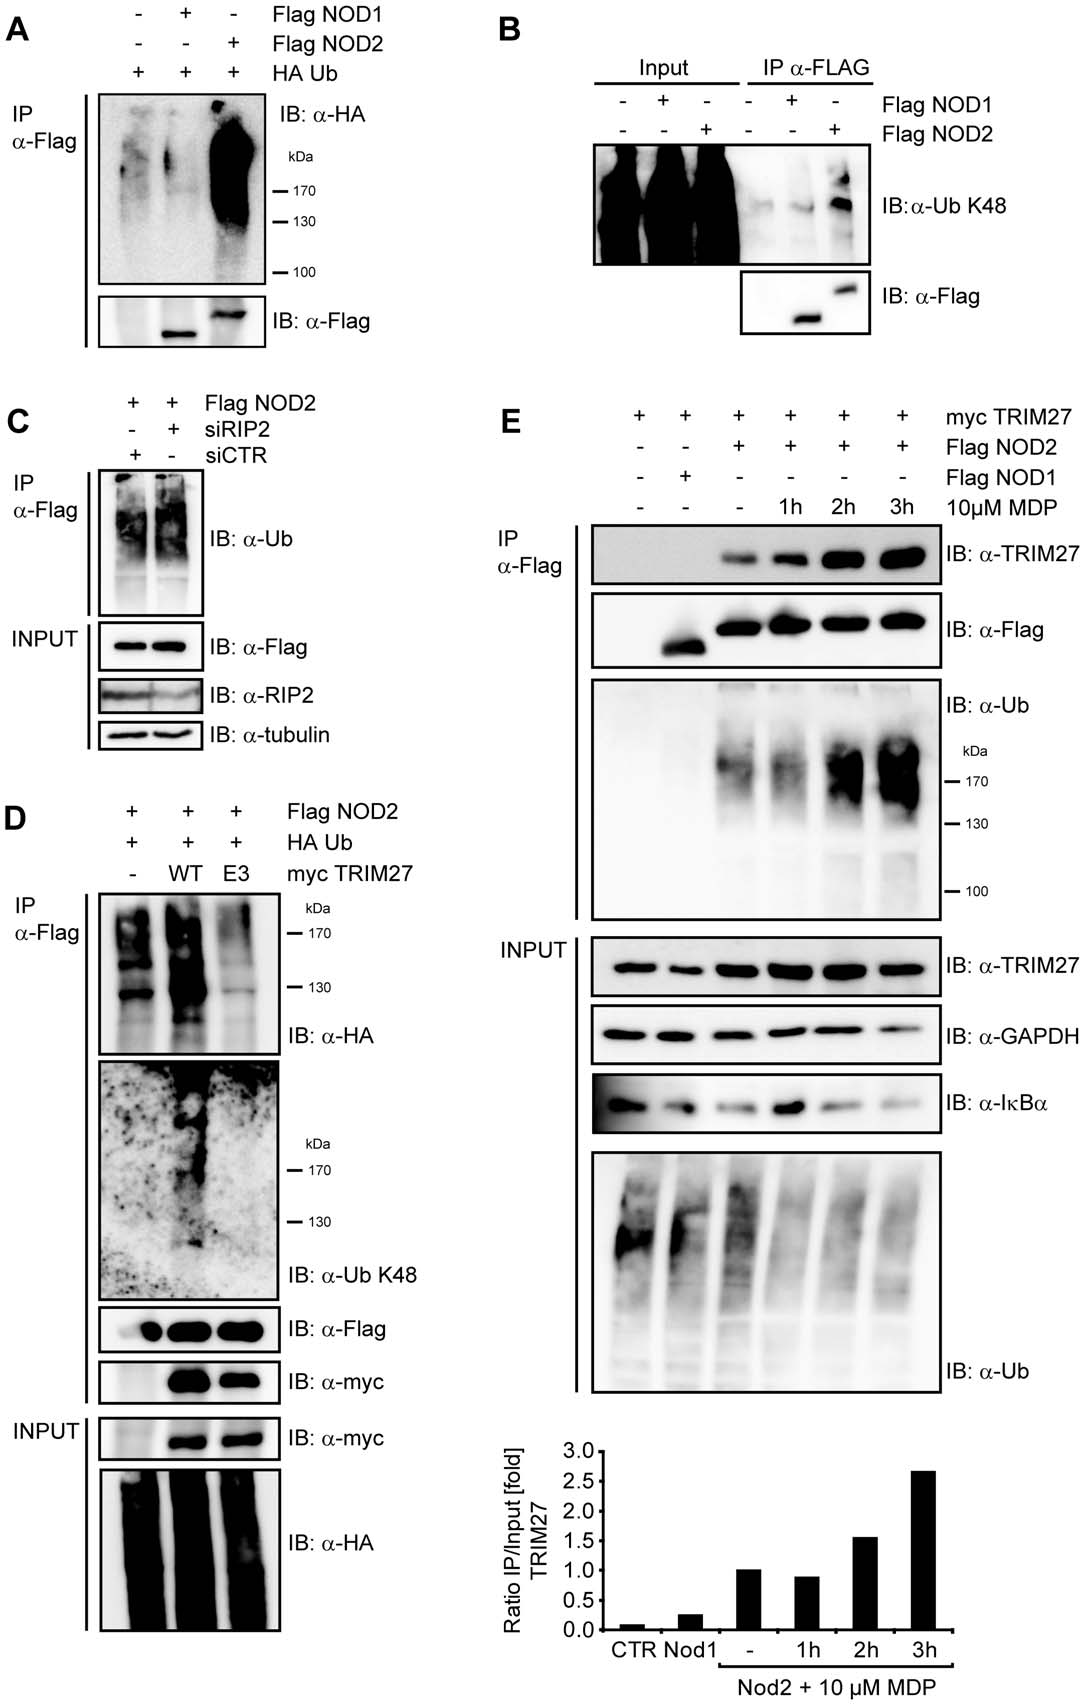 A
- + - Flag NOD1
- - + Flag NOD2
+ + + HA Ub
IP
α-Flag
IB: α-HA
kDa
170
130
100
IB: α-Flag
B
Input IP α-FLAG
- + - - + - Flag NOD1
- - + - - + Flag NOD2
IB:α-Ub K48
IB: α-Flag
C
+ + Flag NOD2
- + siRIP2
+ - siCTR
IP
α-Flag
IB: α-Ub
INPUT
IB: α-Flag
IB: α-RIP2
IB: α-tubulin
D
+ + + Flag NOD2
+ + + HA Ub
- WT E3 myc TRIM27
IP
α-Flag
kDa
170
130
IB: α-HA
kDa
170
130
IB: α-Ub K48
IB: α-Flag
IB: α-myc
INPUT
IB: α-myc
IB: α-HA
E
+ + + + + + myc TRIM27
- - + + + + Flag NOD2
- + - - - - Flag NOD1
- - - 1h 2h 3h 10µM MDP
IP
α-Flag
IB: α-TRIM27
IB: α-Flag
IB: α-Ub
kDa
170
130
100
INPUT
IB: α-TRIM27
IB: α-GAPDH
IB: α-IκBα
IB: α-Ub
Ratio IP/Input [fold]
TRIM27
3.0
2.5
2.0
1.5
1.0
0.5
0.0
CTR Nod1 - 1h 2h 3h
Nod2 + 10 µM MDP